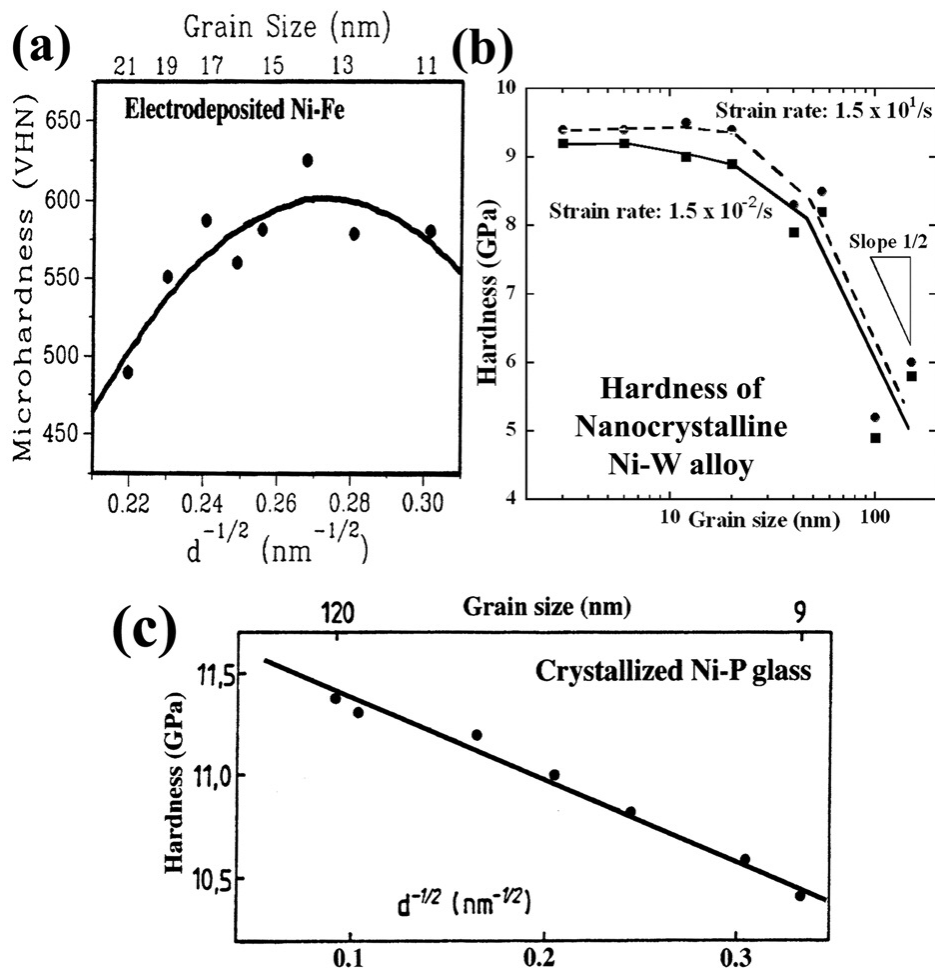 (a)
Grain Size (nm)
21 19 17 15 13 11
Electrodeposited Ni-Fe
Microhardness (VHN)
650
600
550
500
450
0.22 0.24 0.26 0.28 0.30
d^-1/2 (nm^-1/2)
(b)
10
9
8
7
6
5
4
Hardness (GPa)
Strain rate: 1.5 x 10^1/s
Strain rate: 1.5 x 10^-2/s
Slope 1/2
Hardness of
Nanocrystalline
Ni-W alloy
10 100
Grain size (nm)
(c)
120 Grain size (nm) 9
Crystallized Ni-P glass
Hardness (GPa)
11,5
11,0
10,5
d^-1/2 (nm^-1/2)
0.1 0.2 0.3